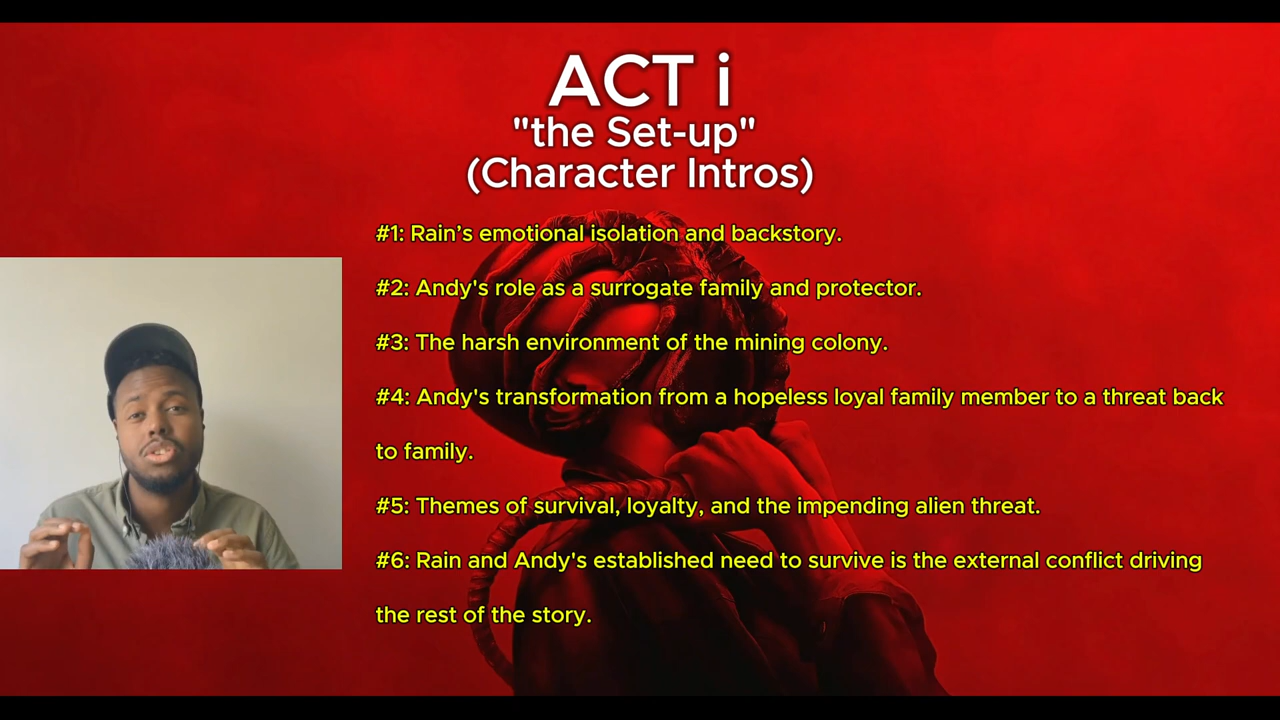 ACT i
"the Set-up"
(Character Intros)
#1: Rain’s emotional isolation and backstory.
#2: Andy's role as a surrogate family and protector.
#3: The harsh environment of the mining colony.
#4: Andy's transformation from a hopeless loyal family member to a threat back
to family.
#5: Themes of survival, loyalty, and the impending alien threat.
#6: Rain and Andy's established need to survive is the external conflict driving
the rest of the story.